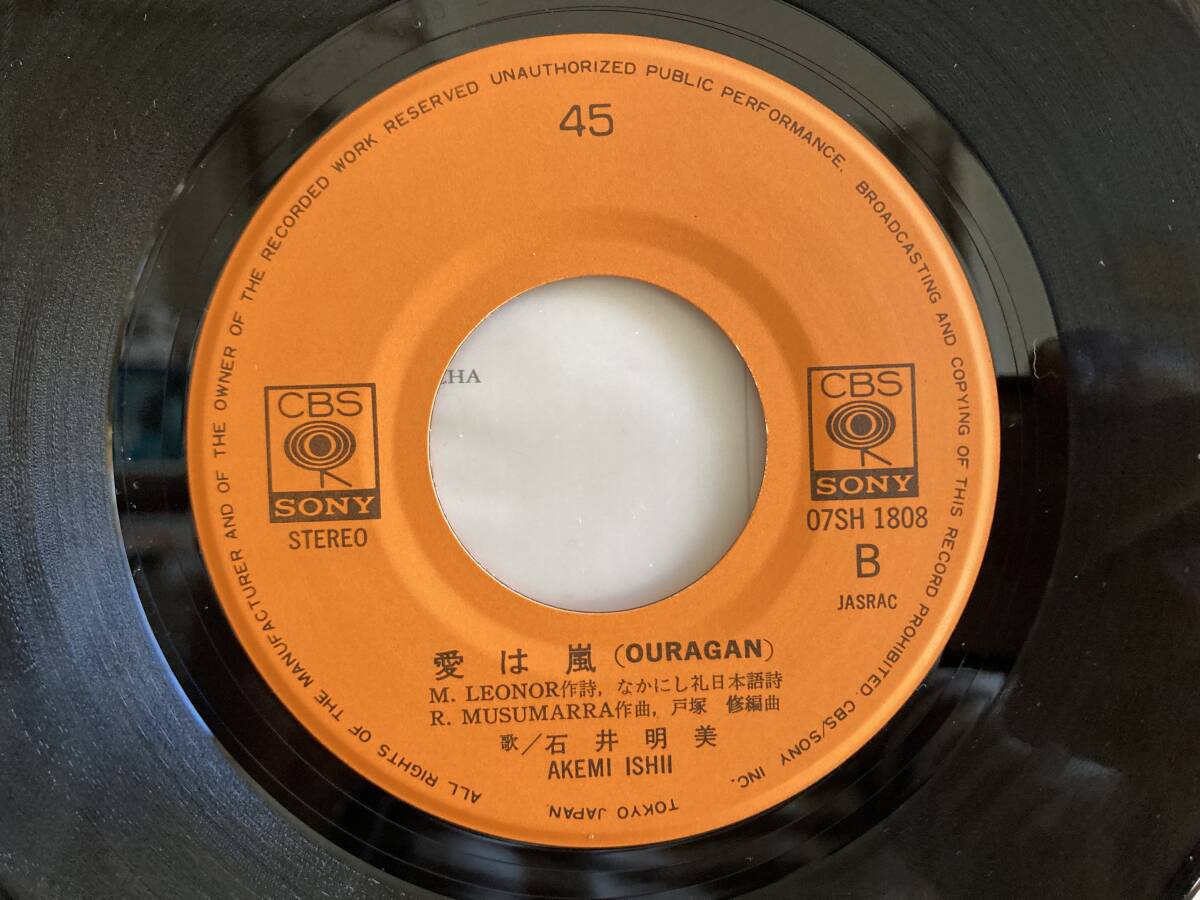 45
ALL RIGHTS OF THE MANUFACTURER AND OF THE OWNER OF THE RECORDED WORK RESERVED UNAUTHORIZED PUBLIC PERFORMANCE. BROADCASTING AND COPYING OF THIS RECORD PROHIBITED. CBS/SONY INC. TOKYO JAPAN.
CBS
SONY
STEREO
CHA
CBS
SONY
07SH 1808
B
JASRAC
愛は嵐 (OURAGAN)
M. LEONOR作詩, なかにし礼日本語詩
R. MUSUMARRA作曲, 戸塚 修編曲
歌/石井明美
AKEMI ISHII